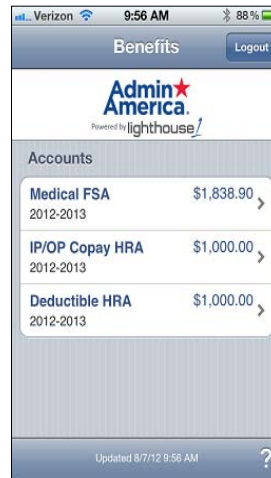 Verizon 9:56 AM 88%
Benefits Logout
Admin
America.
Powered by lighthouse1
Accounts
Medical FSA $1,838.90
2012-2013
IP/OP Copay HRA $1,000.00
2012-2013
Deductible HRA $1,000.00
2012-2013
Updated 8/7/12 9:56 AM ?